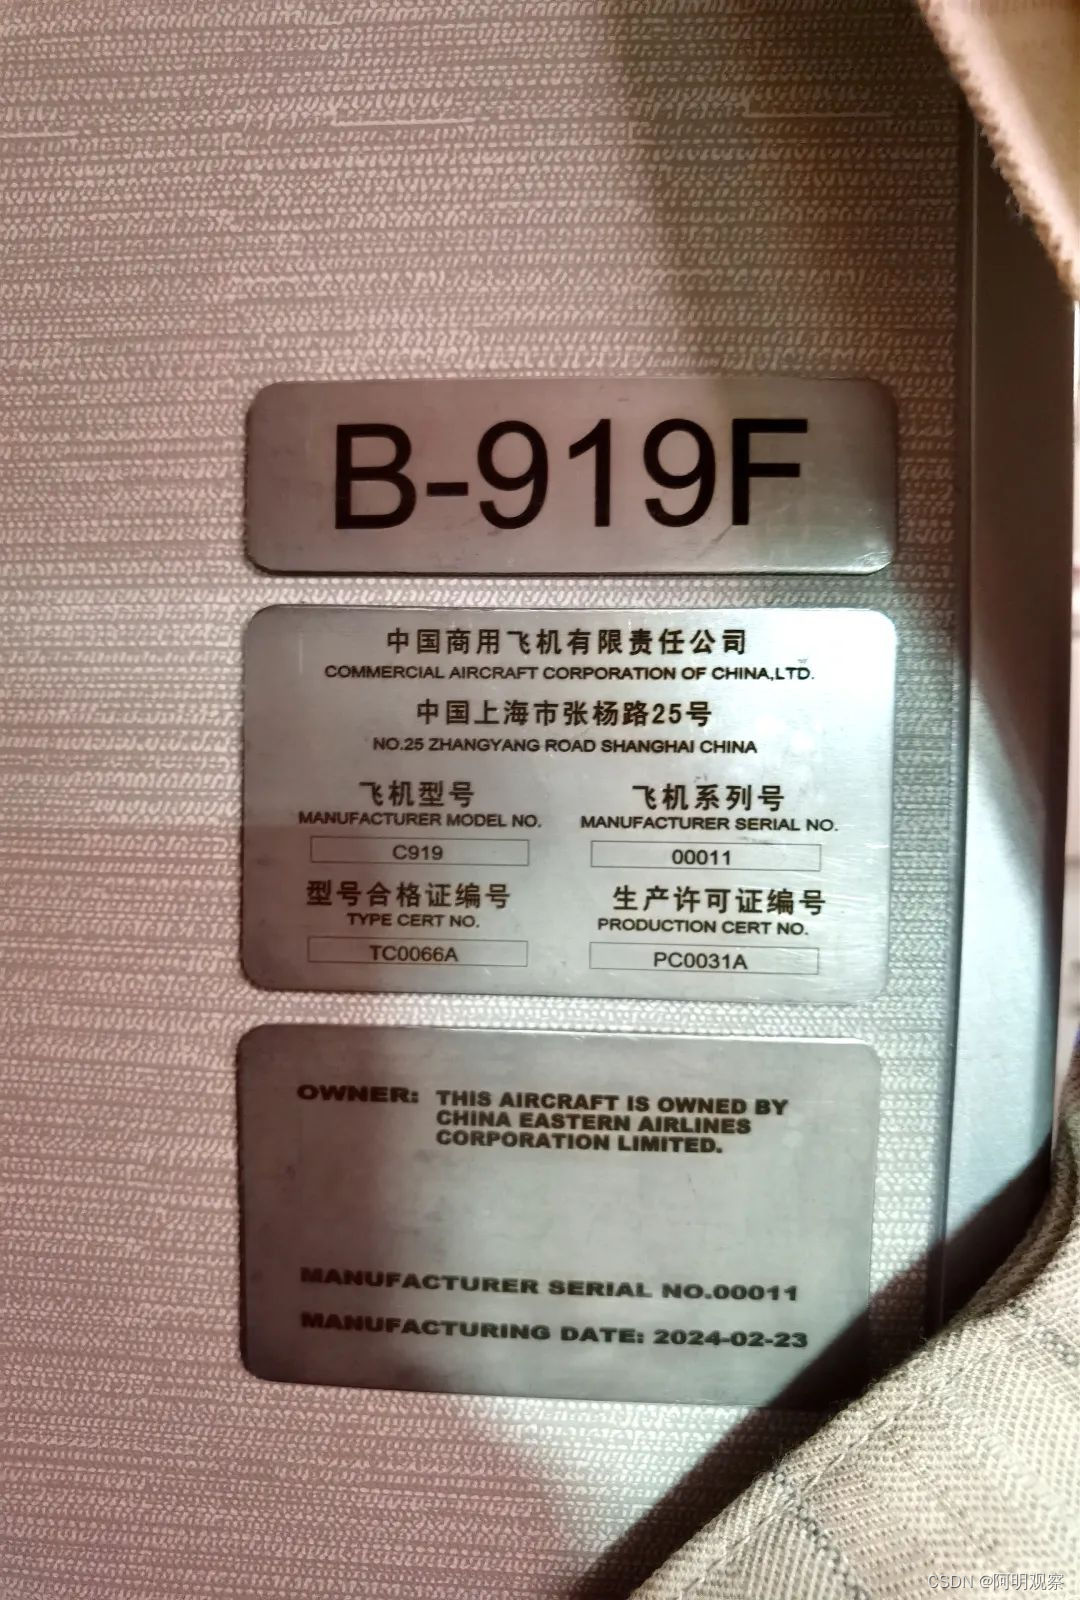 B-919F
中国商用飞机有限责任公司
COMMERCIAL AIRCRAFT CORPORATION OF CHINA,LTD.
中国上海市张杨路25号
NO.25 ZHANGYANG ROAD SHANGHAI CHINA
飞机型号 飞机系列号
MANUFACTURER MODEL NO. MANUFACTURER SERIAL NO.
C919 00011
型号合格证编号 生产许可证编号
TYPE CERT NO. PRODUCTION CERT NO.
TC0066A PC0031A
OWNER: THIS AIRCRAFT IS OWNED BY
CHINA EASTERN AIRLINES
CORPORATION LIMITED.
MANUFACTURER SERIAL NO.00011
MANUFACTURING DATE: 2024-02-23
CSDN @阿明观察